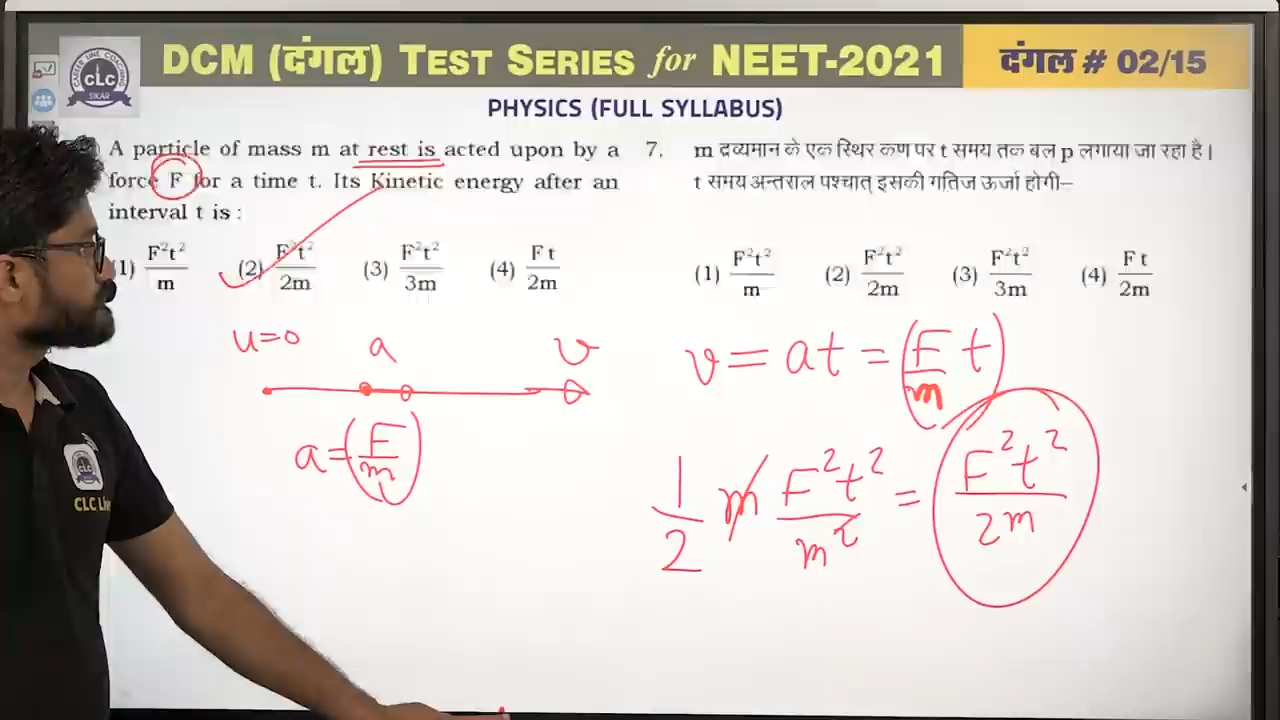 CLC
SIKAR
DCM (दंगल) TEST SERIES for NEET-2021
दंगल # 02/15
PHYSICS (FULL SYLLABUS)
A particle of mass m at rest is acted upon by a
force F for a time t. Its Kinetic energy after an
interval t is :
(1) F²t²/m (2) F²t²/2m (3) F²t²/3m (4) Ft/2m
7. m द्रव्यमान के एक स्थिर कण पर t समय तक बल p लगाया जा रहा है।
t समय अन्तराल पश्चात् इसकी गतिज ऊर्जा होगी–
(1) F²t²/m (2) F²t²/2m (3) F²t²/3m (4) Ft/2m
u=0 a v
a=(F/m)
v = at = (F/m t)
1/2 m F²t²/m² = F²t²/2m
CLC